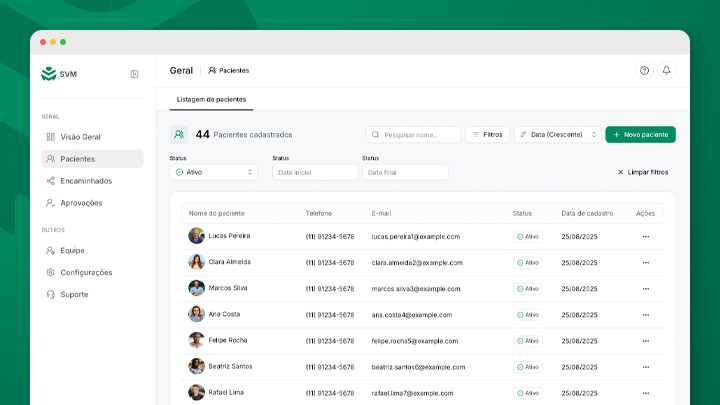 SVM
GERAL
Visão Geral
Pacientes
Encaminhados
Aprovações
OUTROS
Equipe
Configurações
Suporte
Geral
Pacientes
Listagem de pacientes
44 Pacientes cadastrados
Pesquisar nome...
Filtros
Data (Crescente)
+ Novo paciente
Status
Ativo
Status
Data inicial
Status
Data final
Limpar filtros
Nome do paciente Telefone E-mail Status Data de cadastro Ações
Lucas Pereira (11) 91234-5678 lucas.pereira1@example.com Ativo 25/08/2025 ...
Clara Almeida (11) 91234-5678 clara.almeida2@example.com Ativo 25/08/2025 ...
Marcos Silva (11) 91234-5678 marcos.silva3@example.com Ativo 25/08/2025 ...
Ana Costa (11) 91234-5678 ana.costa4@example.com Ativo 25/08/2025 ...
Felipe Rocha (11) 91234-5678 felipe.rocha5@example.com Ativo 25/08/2025 ...
Beatriz Santos (11) 91234-5678 beatriz.santos6@example.com Ativo 25/08/2025 ...
Rafael Lima (11) 91234-5678 rafael.lima7@example.com Ativo 25/08/2025 ...